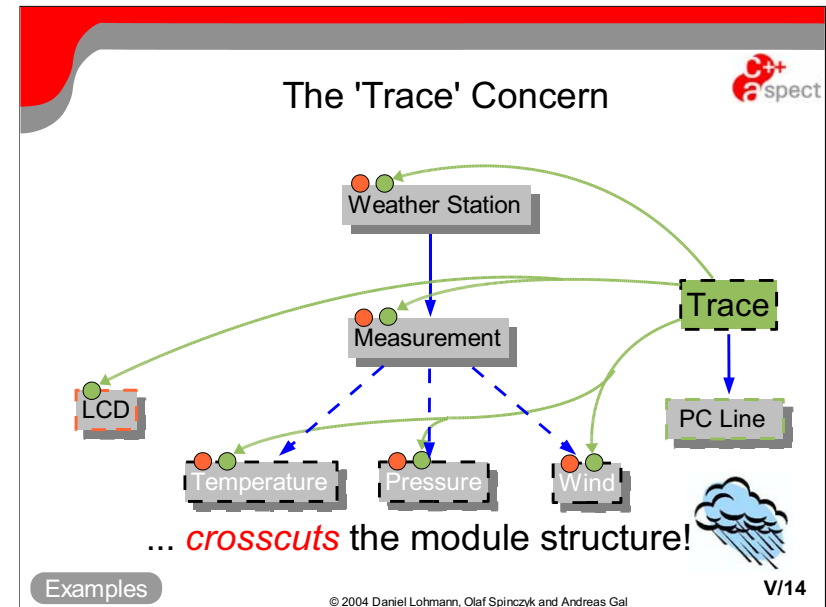 The 'Trace' Concern
C++
a spect
Weather Station
Trace
Measurement
LCD
PC Line
Temperature
Pressure
Wind
... crosscuts the module structure!
Examples
© 2004 Daniel Lohmann, Olaf Spinczyk and Andreas Gal
V/14